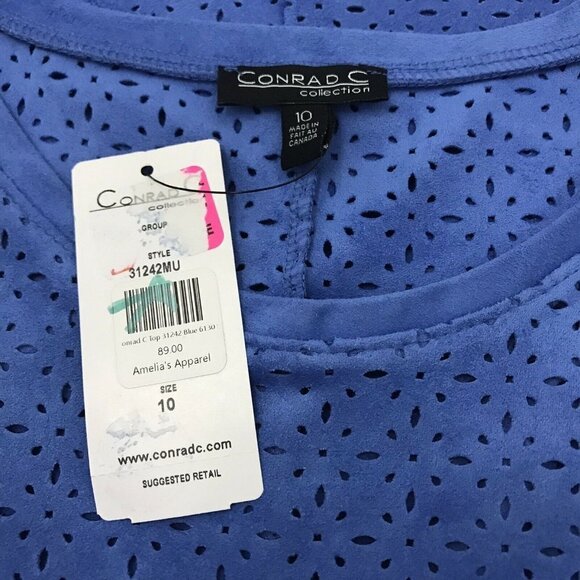 CONRAD C
collection
10
MADE IN
FAIT AU
CANADA
CONRAD C
collection
GROUP
STYLE
31242MU
onrad C Top 31242 Blue 6130
89.00
Amelia's Apparel
SIZE
10
www.conradc.com
SUGGESTED RETAIL